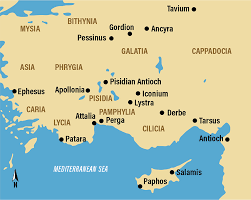 Tavium
BITHYNIA
MYSIA
Gordion
Ancyra
Pessinus
GALATIA
CAPPADOCIA
ASIA
PHRYGIA
Pisidian Antioch
Ephesus
Apollonia
Iconium
PISIDIA
Lystra
CARIA
PAMPHYLIA
Derbe
LYCIA
Attalia
Perga
Tarsus
CILICIA
Patara
Antioch
MEDITERRANEAN SEA
Salamis
Paphos